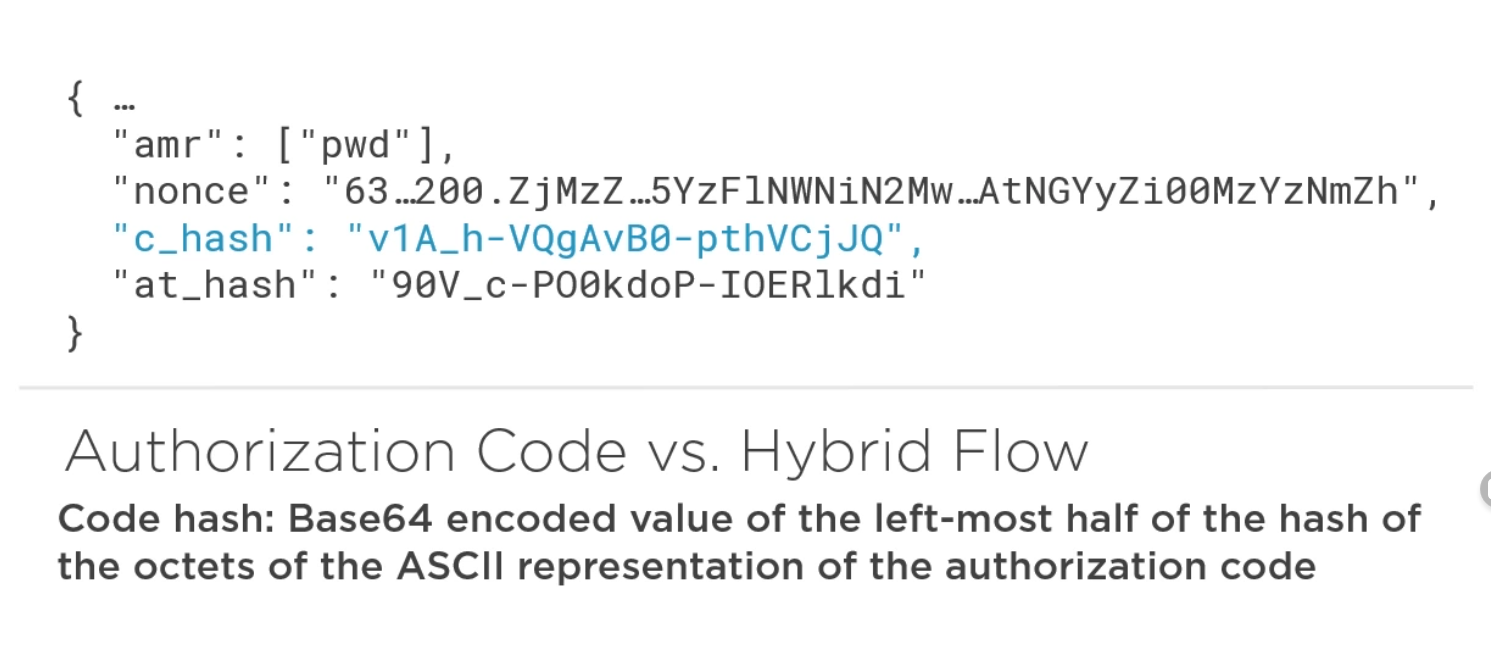 { …
"amr": ["pwd"],
"nonce": "63…200.ZjMzZ…5YzFlNWNiN2Mw…AtNGYyZi00MzYzNmZh",
"c_hash": "v1A_h-VQgAvB0-pthVCjJQ",
"at_hash": "90V_c-PO0kdoP-IOERlkdi"
}
Authorization Code vs. Hybrid Flow
Code hash: Base64 encoded value of the left-most half of the hash of
the octets of the ASCII representation of the authorization code